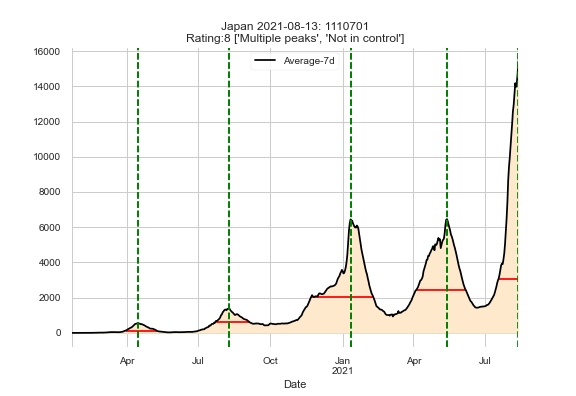 Japan 2021-08-13: 1110701
Rating:8 ['Multiple peaks', 'Not in control']
Average-7d
16000
14000
12000
10000
8000
6000
4000
2000
0
Apr Jul Oct Jan Apr Jul
2021
Date